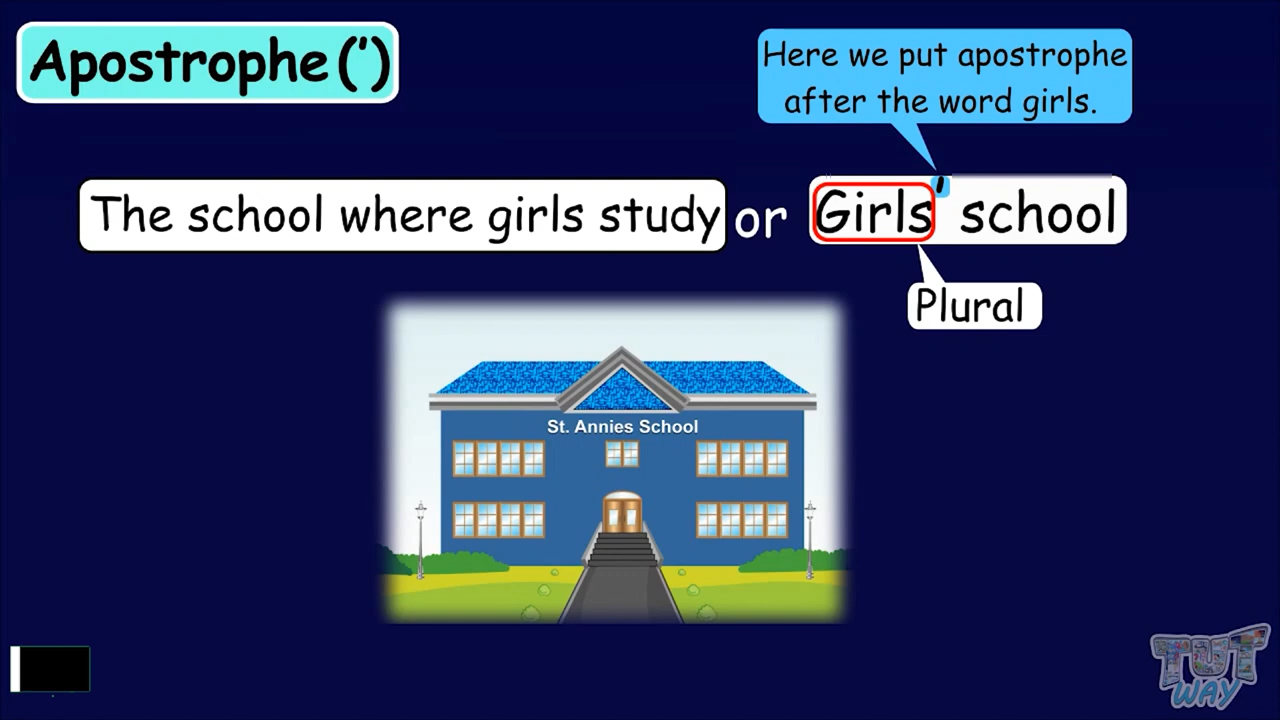 Apostrophe (')
Here we put apostrophe
after the word girls.
The school where girls study or Girls' school
Plural
St. Annies School
TUT
WAY